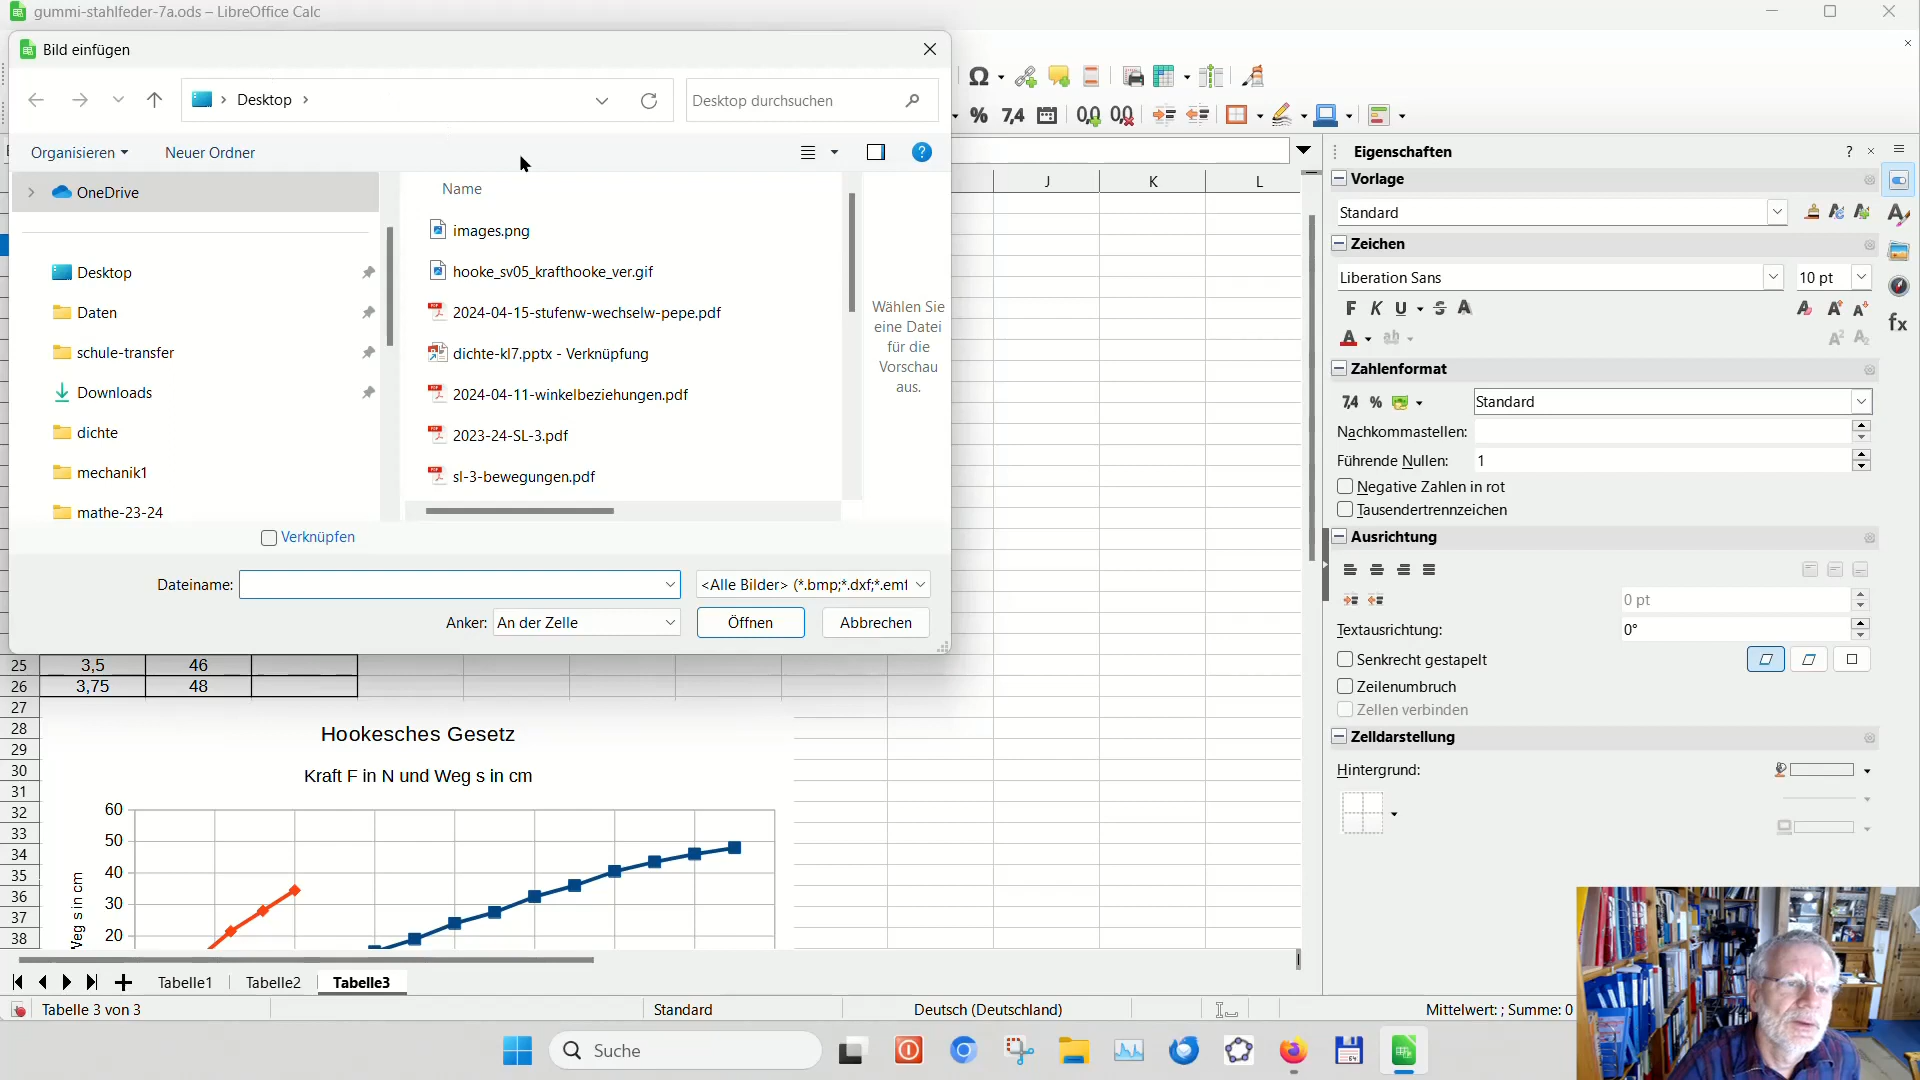 gummi-stahlfeder-7a.ods – LibreOffice Calc
Bild einfügen
Desktop
Desktop durchsuchen
Organisieren
Neuer Ordner
OneDrive
Desktop
Daten
schule-transfer
Downloads
dichte
mechanik1
mathe-23-24
Name
images.png
hooke_sv05_krafthooke_ver.gif
2024-04-15-stufenw-wechselw-pepe.pdf
dichte-kl7.pptx - Verknüpfung
2024-04-11-winkelbeziehungen.pdf
2023-24-SL-3.pdf
sl-3-bewegungen.pdf
Wählen Sie
eine Datei
für die
Vorschau
aus.
Verknüpfen
Dateiname:
<Alle Bilder> (*.bmp;*.dxf;*.emf
Anker:
An der Zelle
Öffnen
Abbrechen
% 7,4 0,0 0,0
J K L
25 3,5 46
26 3,75 48
27
28
29
30
31
32
33
34
35
36
37
38
Hookesches Gesetz
Kraft F in N und Weg s in cm
60
50
40
30
20
Weg s in cm
Eigenschaften
Vorlage
Standard
Zeichen
Liberation Sans
10 pt
F K U S A
Zahlenformat
7,4 %
Standard
Nachkommastellen:
Führende Nullen:
1
Negative Zahlen in rot
Tausendertrennzeichen
Ausrichtung
0 pt
Textausrichtung:
0°
Senkrecht gestapelt
Zeilenumbruch
Zellen verbinden
Zelldarstellung
Hintergrund:
Tabelle1
Tabelle2
Tabelle3
Tabelle 3 von 3
Standard
Deutsch (Deutschland)
Mittelwert: ; Summe: 0
Suche